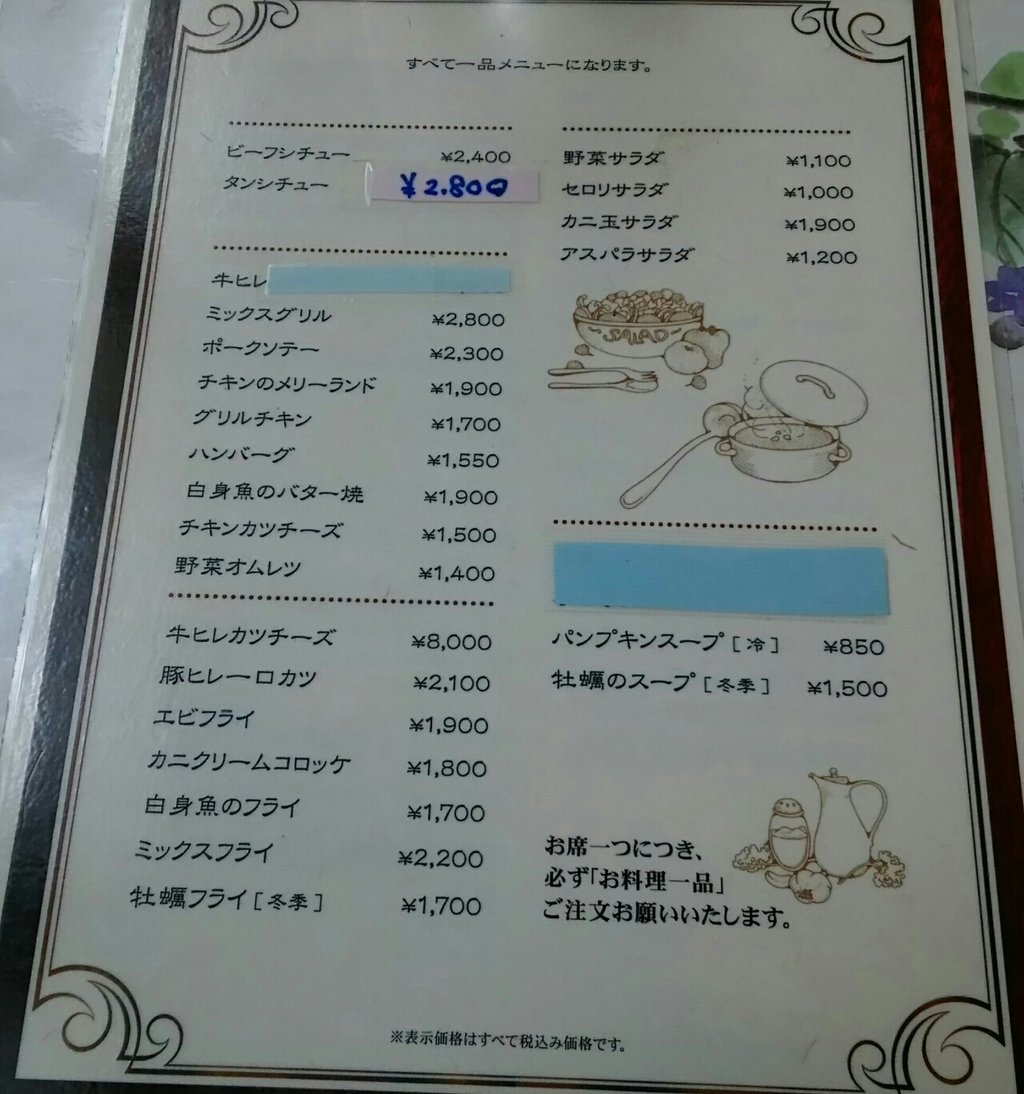 すべて一品メニューになります。
ビーフシチュー ¥2,400
タンシチュー ¥2.800
牛ヒレ
ミックスグリル ¥2,800
ポークソテー ¥2,300
チキンのメリーランド ¥1,900
グリルチキン ¥1,700
ハンバーグ ¥1,550
白身魚のバター焼 ¥1,900
チキンカツチーズ ¥1,500
野菜オムレツ ¥1,400
牛ヒレカツチーズ ¥8,000
豚ヒレ一口カツ ¥2,100
エビフライ ¥1,900
カニクリームコロッケ ¥1,800
白身魚のフライ ¥1,700
ミックスフライ ¥2,200
牡蠣フライ[冬季] ¥1,700
野菜サラダ ¥1,100
セロリサラダ ¥1,000
カニ玉サラダ ¥1,900
アスパラサラダ ¥1,200
SALAD
パンプキンスープ[冷] ¥850
牡蠣のスープ[冬季] ¥1,500
お席一つにつき、
必ず「お料理一品」
ご注文お願いいたします。
※表示価格はすべて税込み価格です。